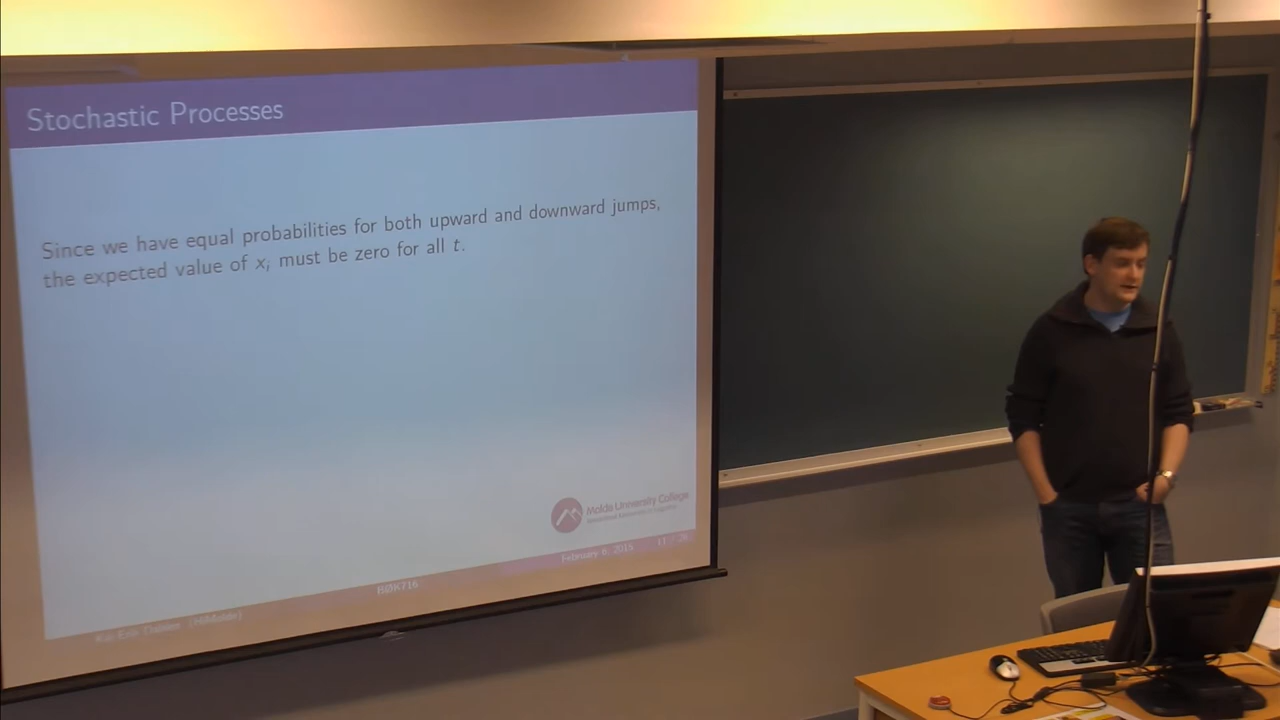 Stochastic Processes
Since we have equal probabilities for both upward and downward jumps,
the expected value of xᵢ must be zero for all t.
Molde University College
BØK716
February 8, 2015